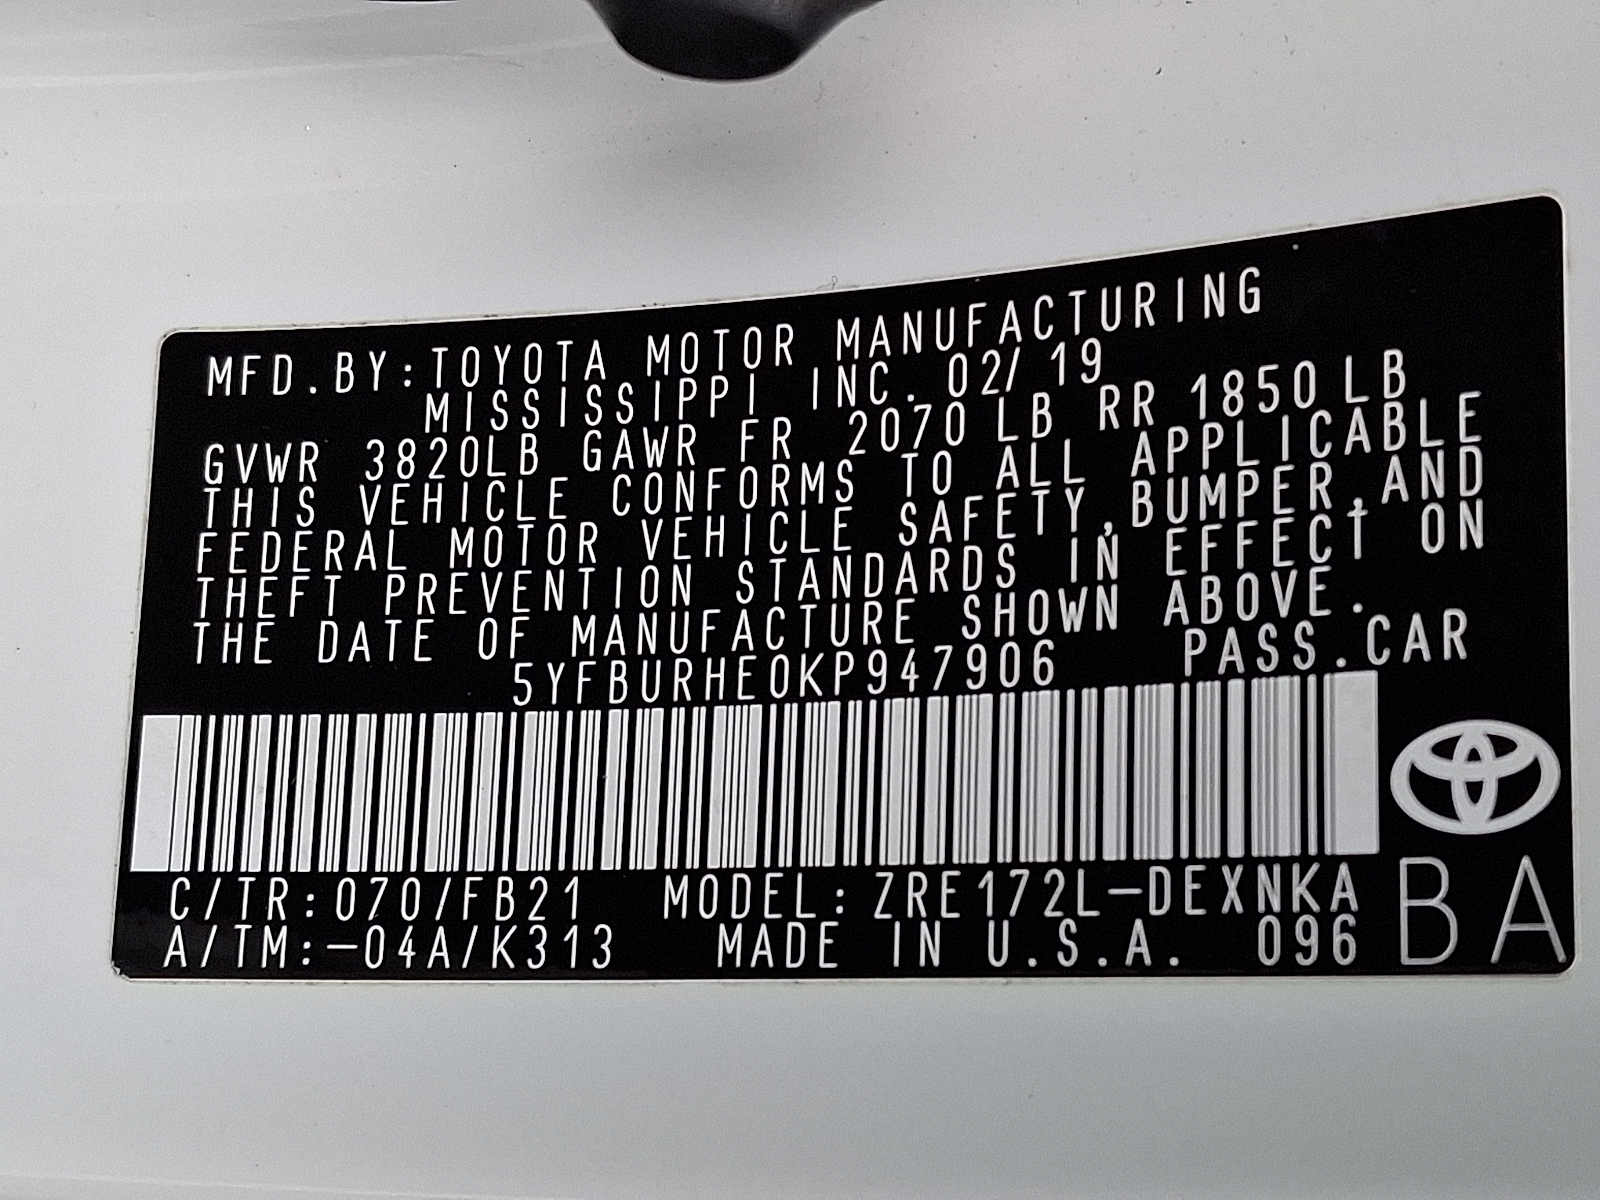 MFD.BY:TOYOTA MOTOR MANUFACTURING
MISSISSIPPI INC. 02/19
GVWR 3820LB GAWR FR 2070 LB RR 1850 LB
THIS VEHICLE CONFORMS TO ALL APPLICABLE
FEDERAL MOTOR VEHICLE SAFETY,BUMPER,AND
THEFT PREVENTION STANDARDS IN EFFECT ON
THE DATE OF MANUFACTURE SHOWN ABOVE.
5YFBURHE0KP947906 PASS.CAR
C/TR:070/FB21 MODEL:ZRE172L-DEXNKA
A/TM:-04A/K313 MADE IN U.S.A. 096
BA